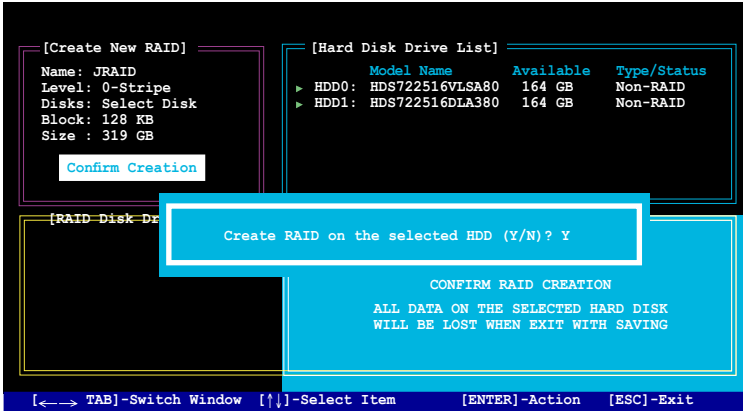 [Create New RAID]
Name: JRAID
Level: 0-Stripe
Disks: Select Disk
Block: 128 KB
Size : 319 GB
Confirm Creation
[Hard Disk Drive List]
Model Name Available Type/Status
HDD0: HDS722516VLSA80 164 GB Non-RAID
HDD1: HDS722516DLA380 164 GB Non-RAID
[RAID Disk Dr
Create RAID on the selected HDD (Y/N)? Y
CONFIRM RAID CREATION
ALL DATA ON THE SELECTED HARD DISK
WILL BE LOST WHEN EXIT WITH SAVING
[←→ TAB]-Switch Window [↑↓]-Select Item [ENTER]-Action [ESC]-Exit